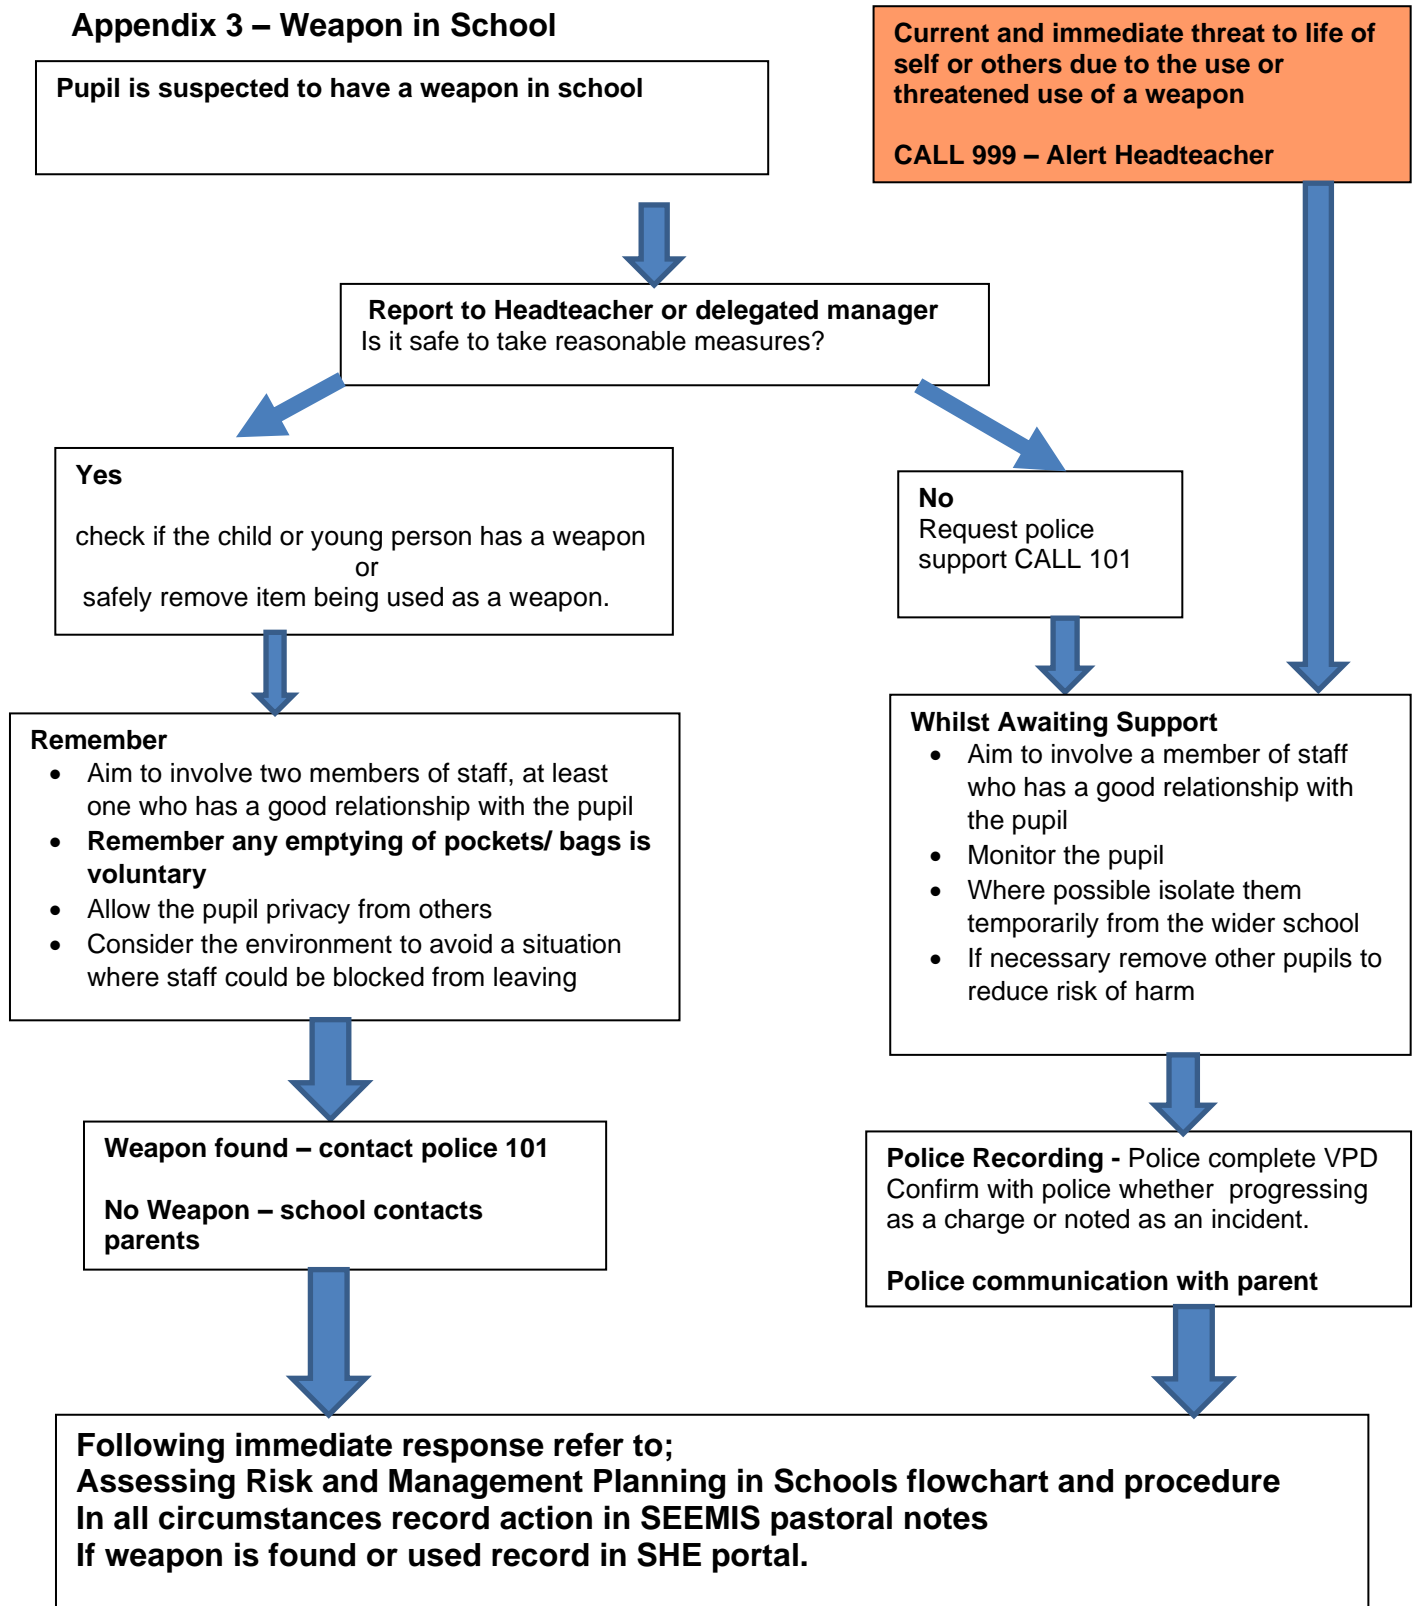 Appendix 3 – Weapon in School
Pupil is suspected to have a weapon in school
Current and immediate threat to life of
self or others due to the use or
threatened use of a weapon
CALL 999 – Alert Headteacher
Report to Headteacher or delegated manager
Is it safe to take reasonable measures?
Yes
check if the child or young person has a weapon
or
safely remove item being used as a weapon.
No
Request police
support CALL 101
Remember
• Aim to involve two members of staff, at least
one who has a good relationship with the pupil
• Remember any emptying of pockets/ bags is
voluntary
• Allow the pupil privacy from others
• Consider the environment to avoid a situation
where staff could be blocked from leaving
Whilst Awaiting Support
• Aim to involve a member of staff
who has a good relationship with
the pupil
• Monitor the pupil
• Where possible isolate them
temporarily from the wider school
• If necessary remove other pupils to
reduce risk of harm
Weapon found – contact police 101
No Weapon – school contacts
parents
Police Recording - Police complete VPD
Confirm with police whether  progressing
as a charge or noted as an incident.
Police communication with parent
Following immediate response refer to;
Assessing Risk and Management Planning in Schools flowchart and procedure
In all circumstances record action in SEEMIS pastoral notes
If weapon is found or used record in SHE portal.